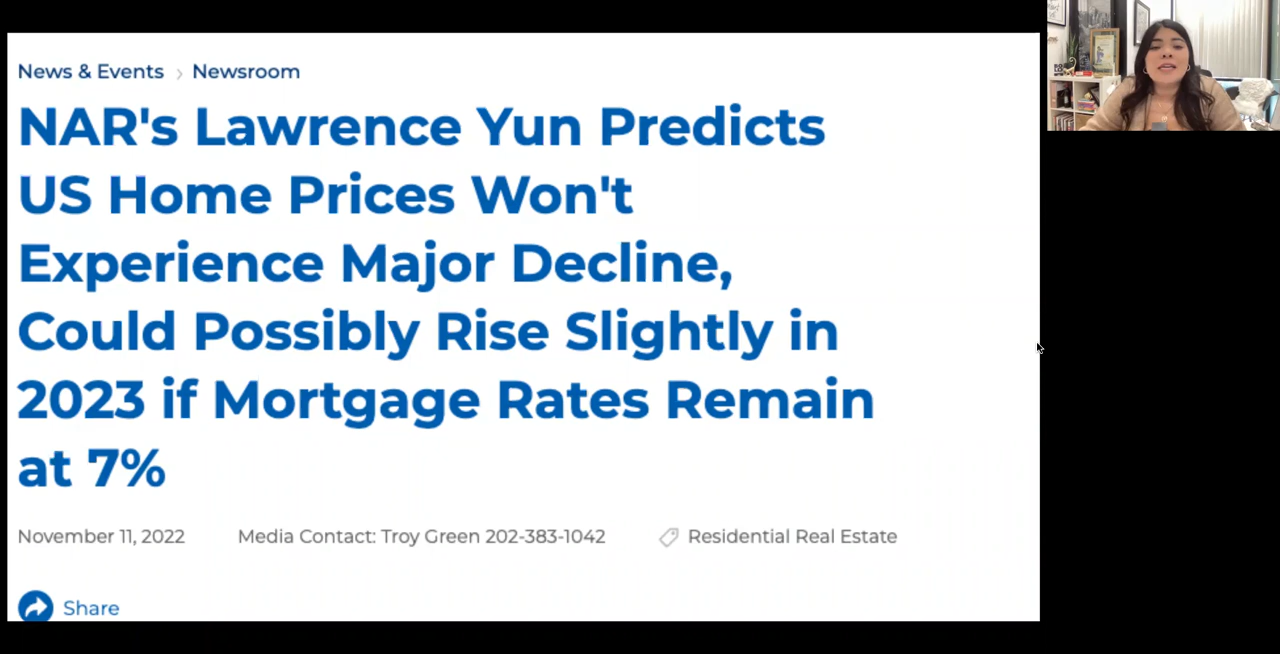 News & Events > Newsroom
NAR's Lawrence Yun Predicts
US Home Prices Won't
Experience Major Decline,
Could Possibly Rise Slightly in
2023 if Mortgage Rates Remain
at 7%
November 11, 2022 Media Contact: Troy Green 202-383-1042 Residential Real Estate
Share